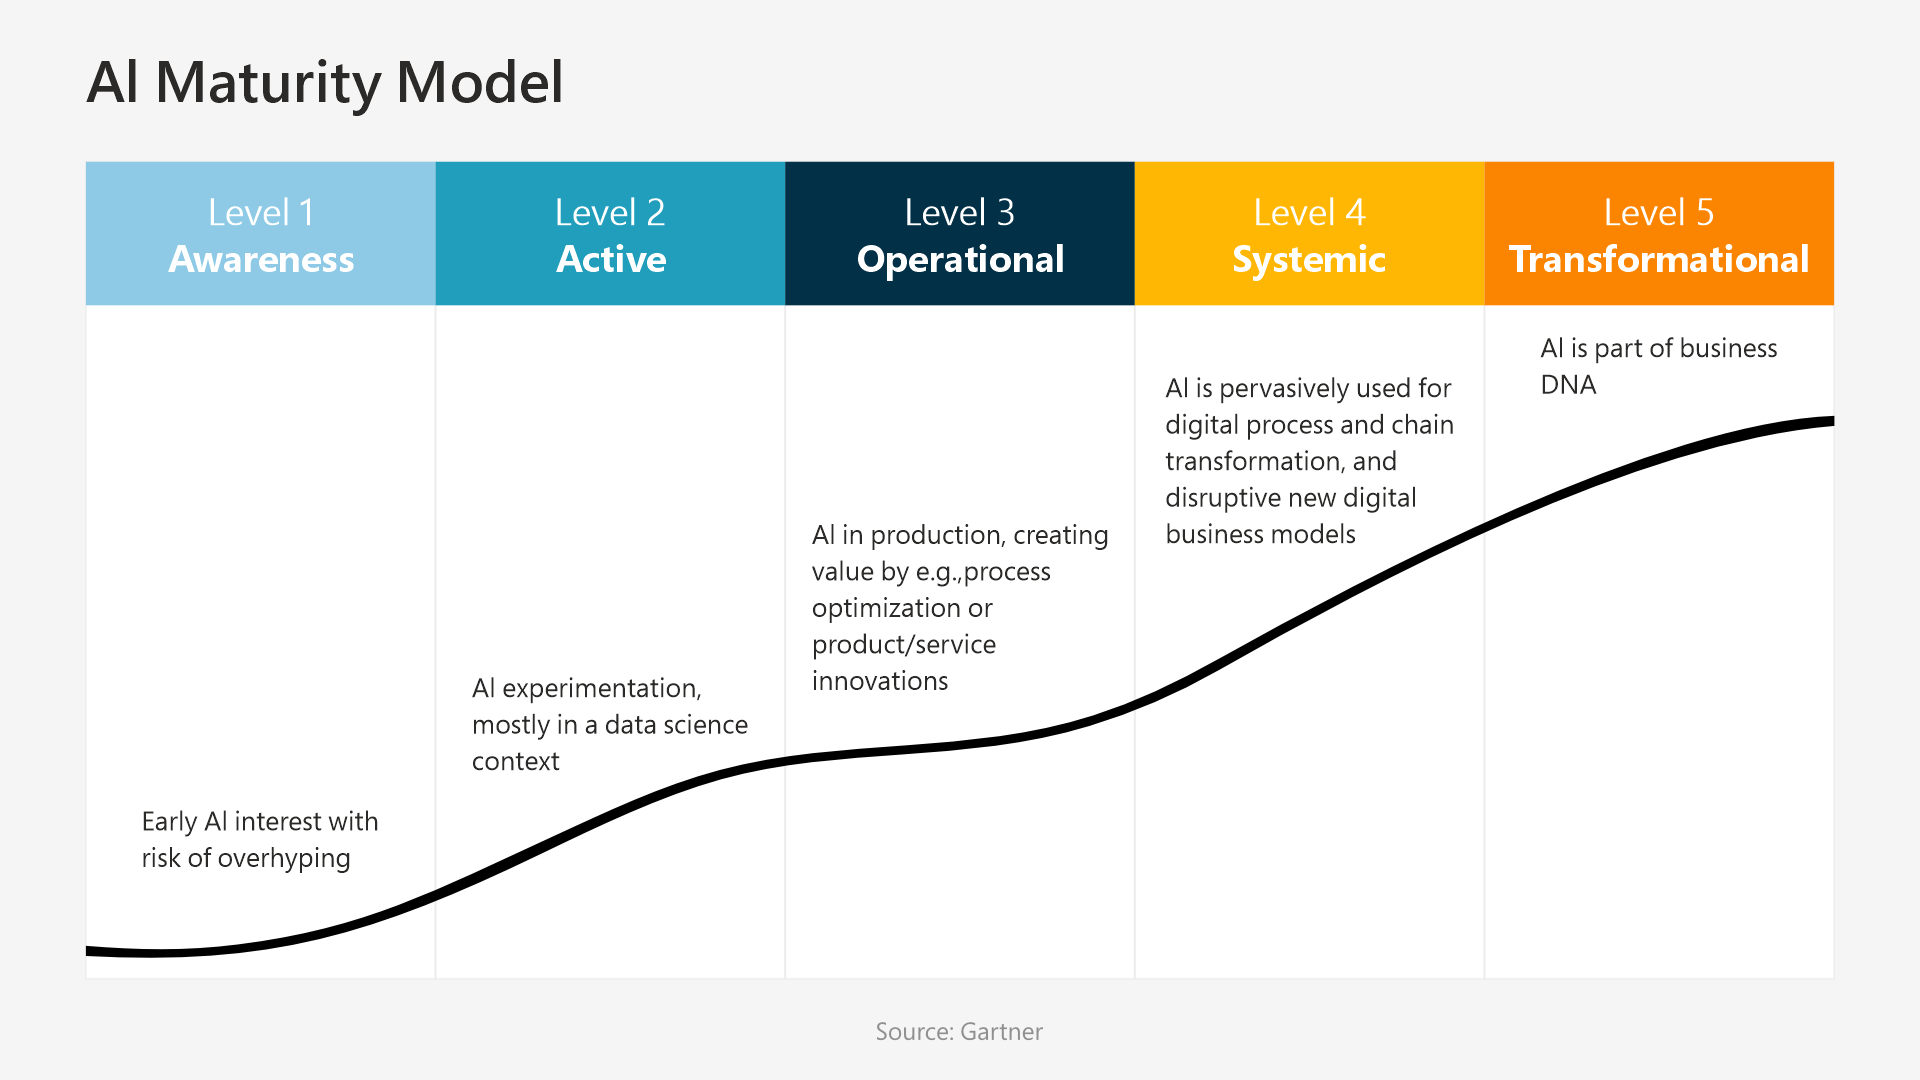 AI Maturity Model
Level 1
Awareness
Level 2
Active
Level 3
Operational
Level 4
Systemic
Level 5
Transformational
Early AI interest with
risk of overhyping
AI experimentation,
mostly in a data science
context
AI in production, creating
value by e.g.,process
optimization or
product/service
innovations
AI is pervasively used for
digital process and chain
transformation, and
disruptive new digital
business models
AI is part of business
DNA
Source: Gartner